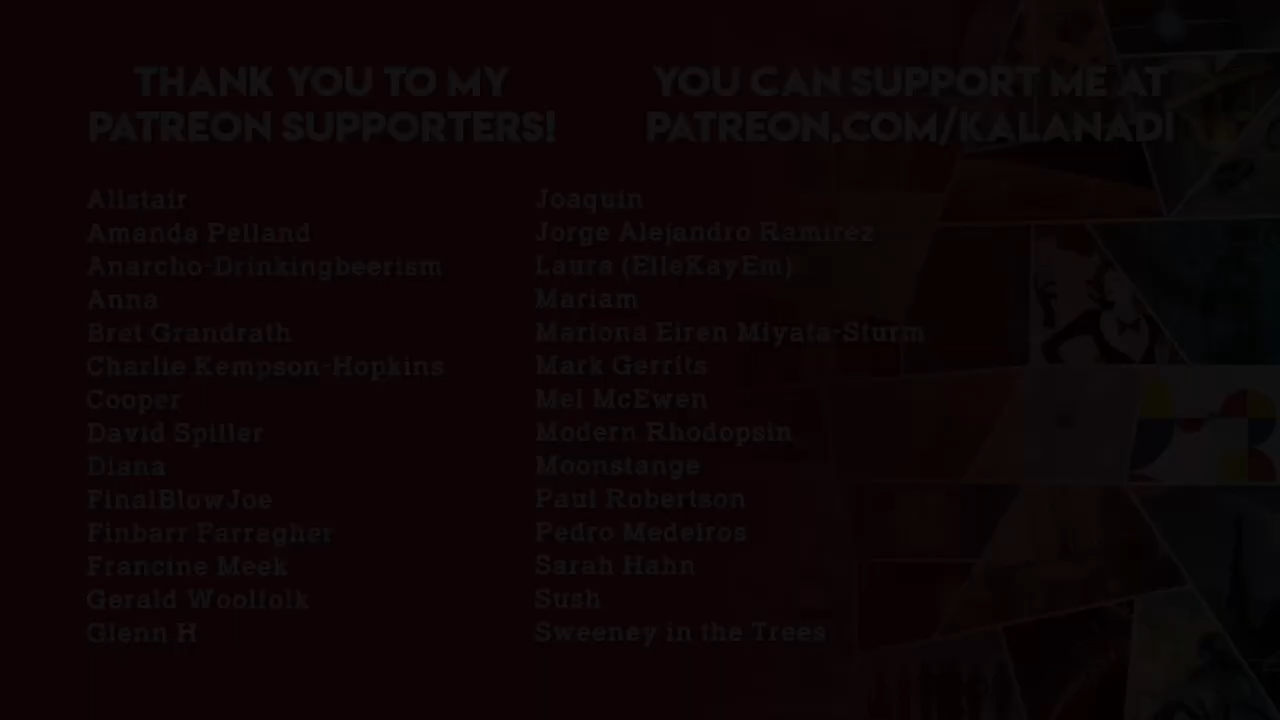 THANK YOU TO MY
PATREON SUPPORTERS!
YOU CAN SUPPORT ME AT
PATREON.COM/KALANADI
Alistair
Amanda Pelland
Anarcho-Drinkingbeerism
Anna
Bret Grandrath
Charlie Kempson-Hopkins
Cooper
David Spiller
Diana
FinalBlowJoe
Finbarr Farragher
Francine Meek
Gerald Woolfolk
Glenn H
Joaquin
Jorge Alejandro Ramirez
Laura (ElleKayEm)
Mariam
Mariona Eiren Miyata-Sturm
Mark Gerrits
Mel McEwen
Modern Rhodopsin
Moonstange
Paul Robertson
Pedro Medeiros
Sarah Hahn
Sush
Sweeney in the Trees